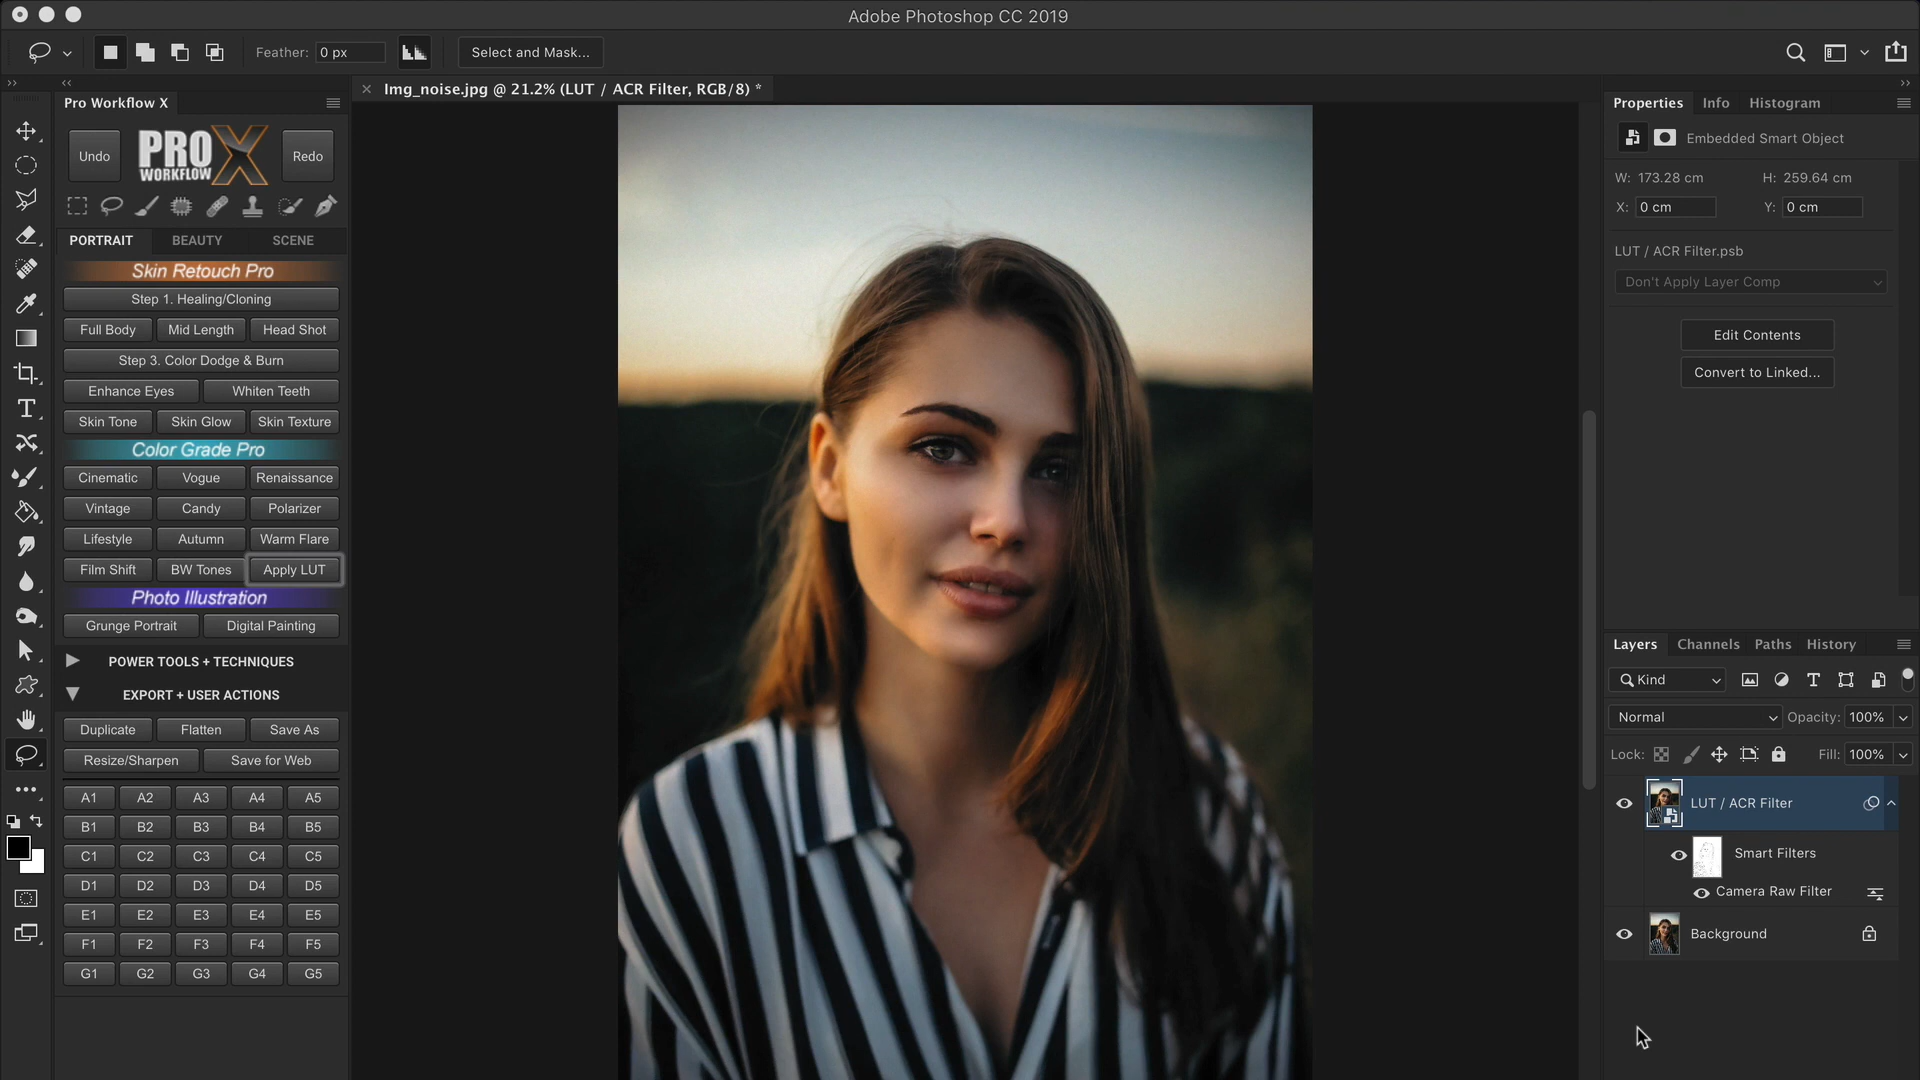 Adobe Photoshop CC 2019
Feather: 0 px
Select and Mask...
Pro Workflow X
Img_noise.jpg @ 21.2% (LUT / ACR Filter, RGB/8) *
Undo
PRO WORKFLOW X
Redo
PORTRAIT BEAUTY SCENE
Skin Retouch Pro
Step 1. Healing/Cloning
Full Body Mid Length Head Shot
Step 3. Color Dodge & Burn
Enhance Eyes Whiten Teeth
Skin Tone Skin Glow Skin Texture
Color Grade Pro
Cinematic Vogue Renaissance
Vintage Candy Polarizer
Lifestyle Autumn Warm Flare
Film Shift BW Tones Apply LUT
Photo Illustration
Grunge Portrait Digital Painting
POWER TOOLS + TECHNIQUES
EXPORT + USER ACTIONS
Duplicate Flatten Save As
Resize/Sharpen Save for Web
A1 A2 A3 A4 A5
B1 B2 B3 B4 B5
C1 C2 C3 C4 C5
D1 D2 D3 D4 D5
E1 E2 E3 E4 E5
F1 F2 F3 F4 F5
G1 G2 G3 G4 G5
Properties Info Histogram
Embedded Smart Object
W: 173.28 cm H: 259.64 cm
X: 0 cm Y: 0 cm
LUT / ACR Filter.psb
Don't Apply Layer Comp
Edit Contents
Convert to Linked...
Layers Channels Paths History
Kind
Normal Opacity: 100%
Lock: Fill: 100%
LUT / ACR Filter
Smart Filters
Camera Raw Filter
Background